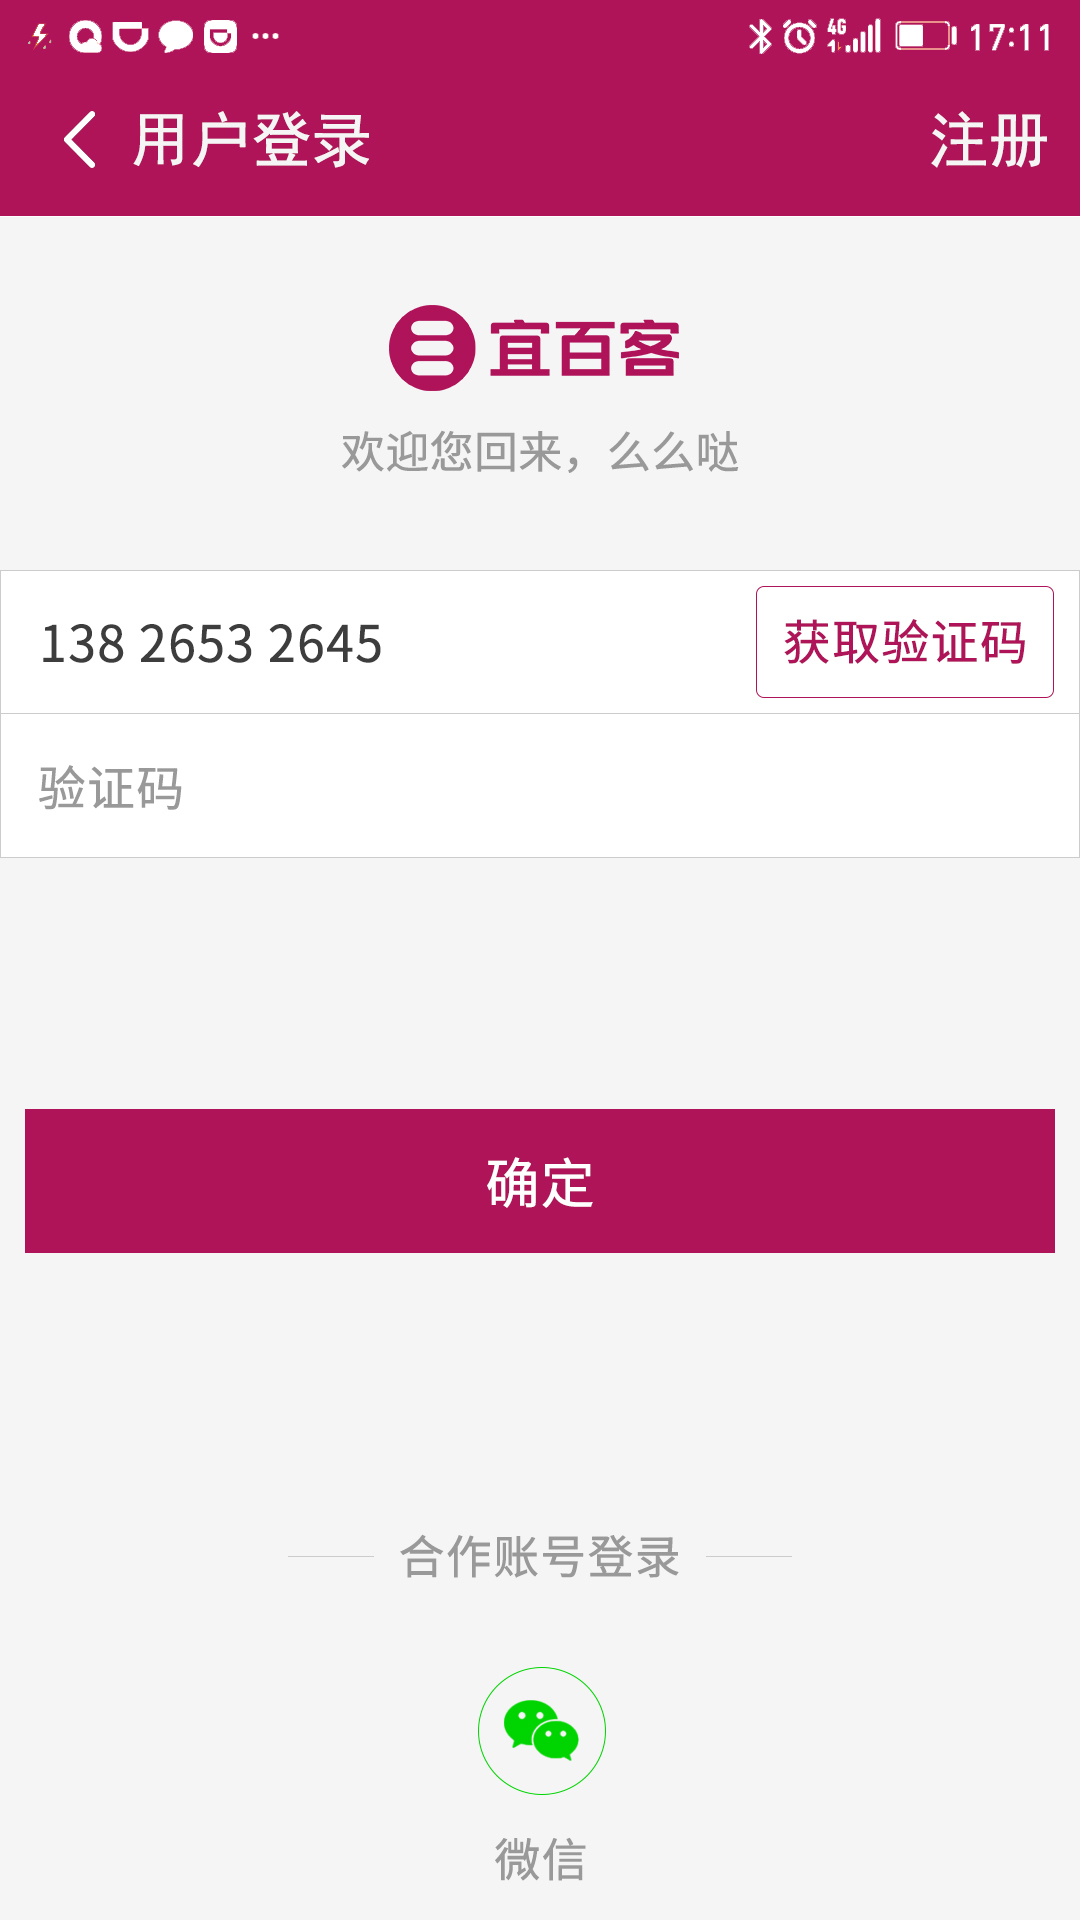 4G
17:11
用户登录
注册
宜百客
欢迎您回来，么么哒
138 2653 2645
获取验证码
验证码
确定
合作账号登录
微信